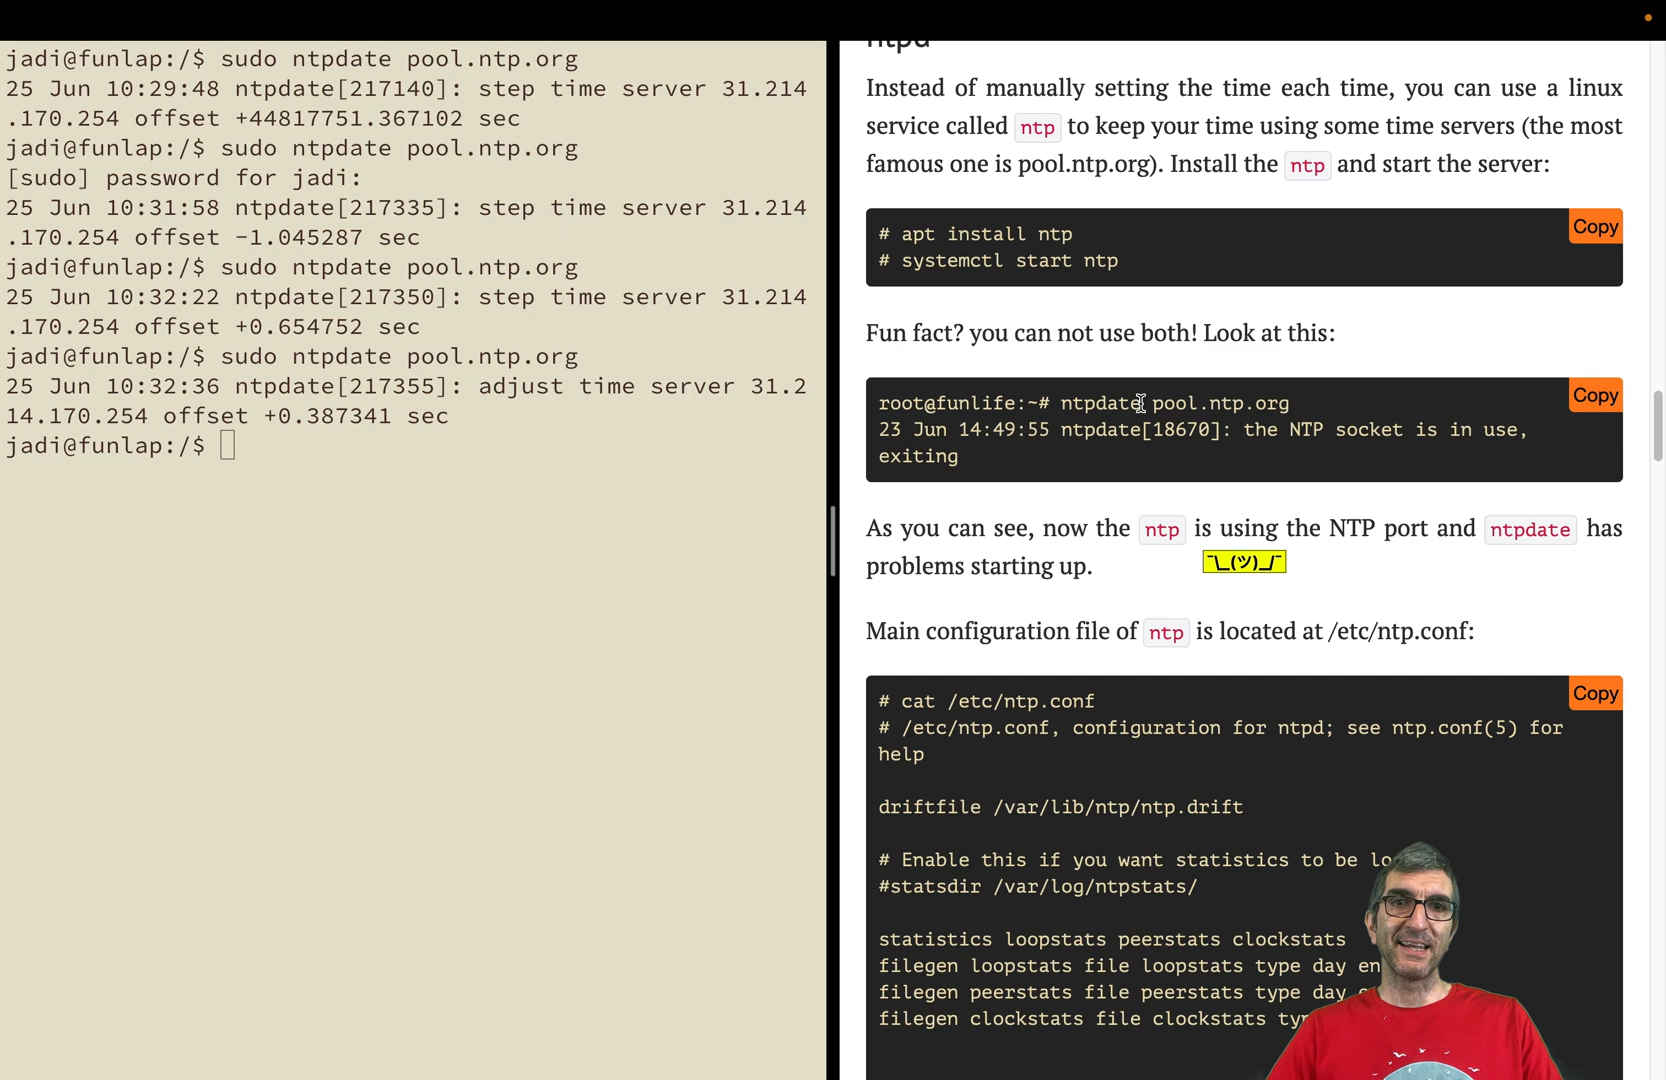 jadi@funlap:/$ sudo ntpdate pool.ntp.org
25 Jun 10:29:48 ntpdate[217140]: step time server 31.214
.170.254 offset +44817751.367102 sec
jadi@funlap:/$ sudo ntpdate pool.ntp.org
[sudo] password for jadi:
25 Jun 10:31:58 ntpdate[217335]: step time server 31.214
.170.254 offset -1.045287 sec
jadi@funlap:/$ sudo ntpdate pool.ntp.org
25 Jun 10:32:22 ntpdate[217350]: step time server 31.214
.170.254 offset +0.654752 sec
jadi@funlap:/$ sudo ntpdate pool.ntp.org
25 Jun 10:32:36 ntpdate[217355]: adjust time server 31.2
14.170.254 offset +0.387341 sec
jadi@funlap:/$
ntpd
Instead of manually setting the time each time, you can use a linux
service called ntp to keep your time using some time servers (the most
famous one is pool.ntp.org). Install the ntp and start the server:
Copy
# apt install ntp
# systemctl start ntp
Fun fact? you can not use both! Look at this:
Copy
root@funlife:~# ntpdate pool.ntp.org
23 Jun 14:49:55 ntpdate[18670]: the NTP socket is in use,
exiting
As you can see, now the ntp is using the NTP port and ntpdate has
problems starting up.
¯\_(ツ)_/¯
Main configuration file of ntp is located at /etc/ntp.conf:
Copy
# cat /etc/ntp.conf
# /etc/ntp.conf, configuration for ntpd; see ntp.conf(5) for
help
driftfile /var/lib/ntp/ntp.drift
# Enable this if you want statistics to be lo
#statsdir /var/log/ntpstats/
statistics loopstats peerstats clockstats
filegen loopstats file loopstats type day en
filegen peerstats file peerstats type day
filegen clockstats file clockstats typ